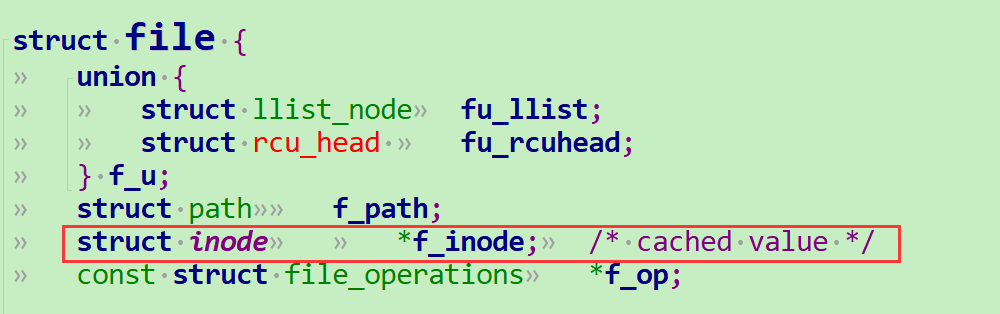 struct file {
union {
struct llist_node fu_llist;
struct rcu_head fu_rcuhead;
} f_u;
struct path f_path;
struct inode *f_inode; /* cached value */
const struct file_operations *f_op;